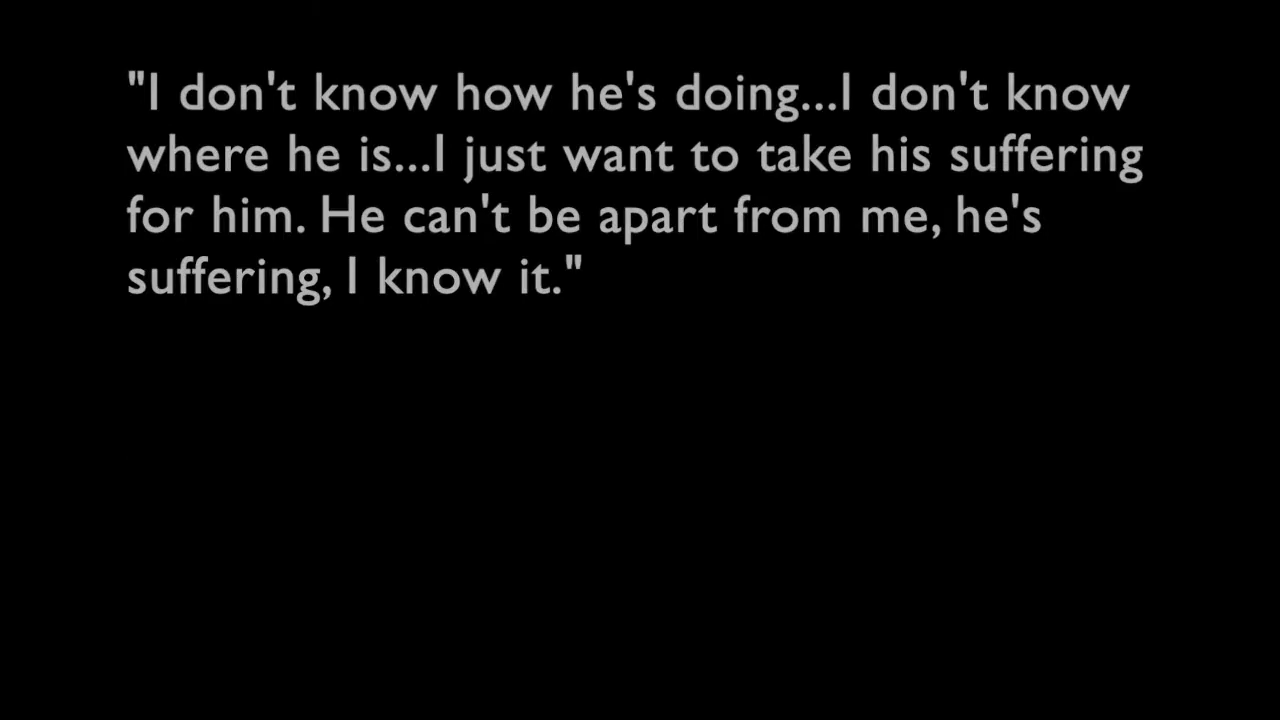 "I don't know how he's doing...I don't know
where he is...I just want to take his suffering
for him. He can't be apart from me, he's
suffering, I know it."